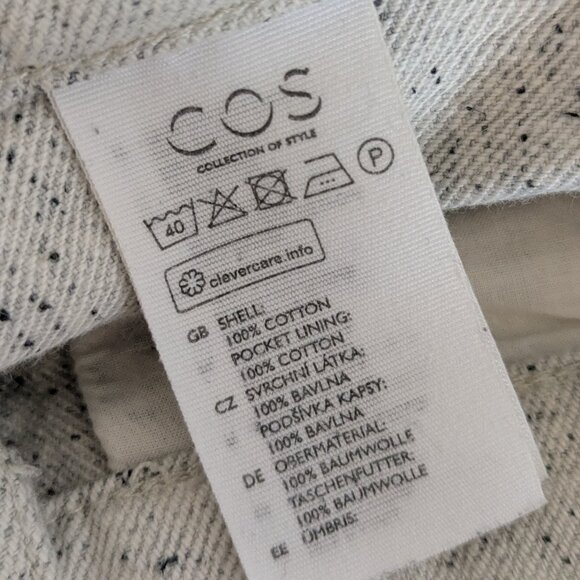 COS
COLLECTION OF STYLE
40
P
clevercare.info
GB SHELL:
100% COTTON
POCKET LINING:
100% COTTON
CZ SVRCHNÍ LÁTKA:
100% BAVLNA
PODŠÍVKA KAPSY:
100% BAVLNA
DE OBERMATERIAL:
100% BAUMWOLLE
TASCHENFUTTER:
100% BAUMWOLLE
EE ÜMBRIS: